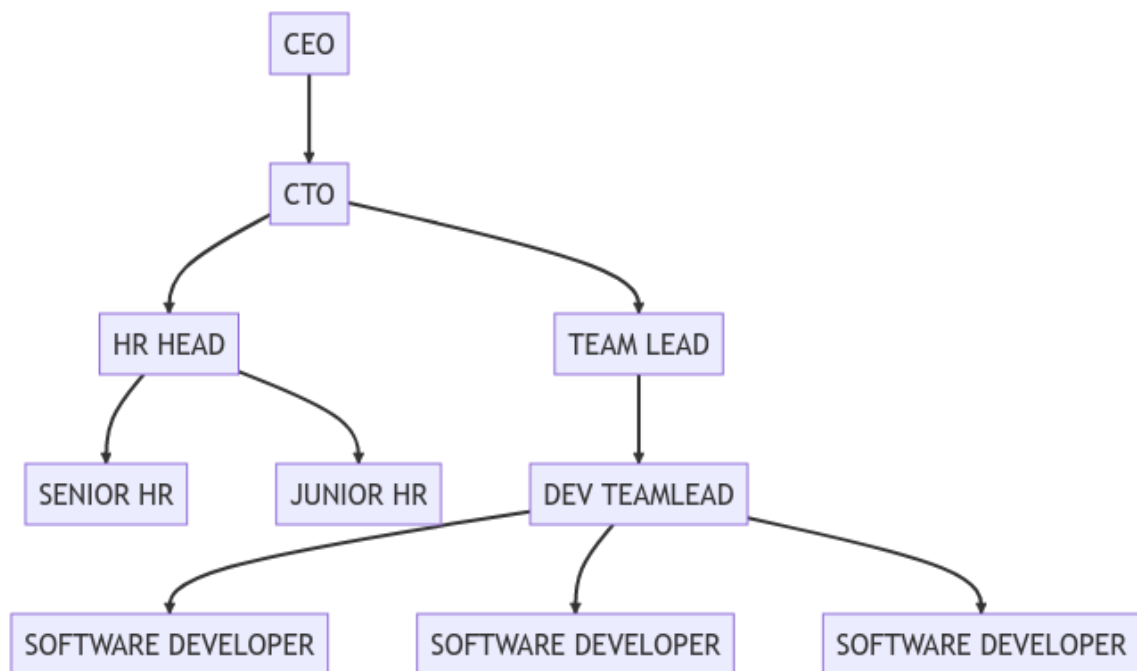 CEO
CTO
HR HEAD
TEAM LEAD
SENIOR HR
JUNIOR HR
DEV TEAMLEAD
SOFTWARE DEVELOPER
SOFTWARE DEVELOPER
SOFTWARE DEVELOPER